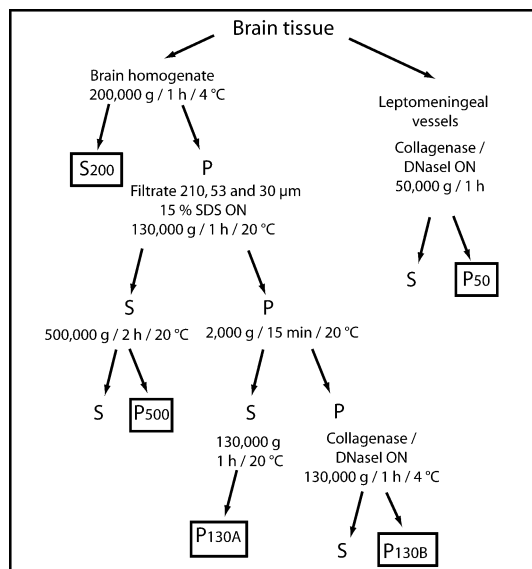 Brain tissue
Brain homogenate
200,000 g / 1 h / 4 °C
Leptomeningeal
vessels
Collagenase /
DNaseI ON
50,000 g / 1 h
S200
P
Filtrate 210, 53 and 30 µm
15 % SDS ON
130,000 g / 1 h / 20 °C
S
P50
S
500,000 g / 2 h / 20 °C
P
2,000 g / 15 min / 20 °C
S
P500
S
130,000 g
1 h / 20 °C
P
Collagenase /
DNaseI ON
130,000 g / 1 h / 4 °C
P130A
S
P130B